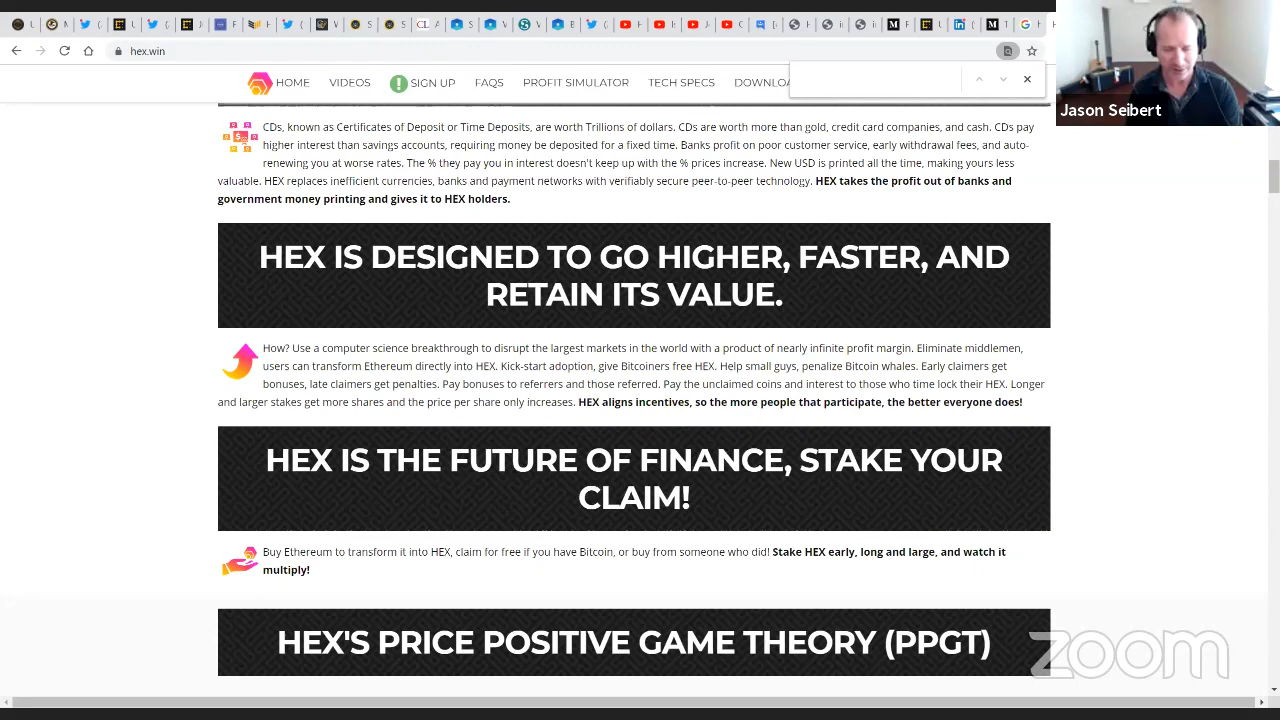 hex.win
HOME VIDEOS SIGN UP FAQS PROFIT SIMULATOR TECH SPECS DOWNLOA
Jason Seibert
CDs, known as Certificates of Deposit or Time Deposits, are worth Trillions of dollars. CDs are worth more than gold, credit card companies and cash. CDs pay
higher interest than savings accounts, requiring money be deposited for a fixed time. Banks profit on poor customer service, early withdrawal fees, and auto-
renewing you at worse rates. The % they pay you in interest doesn't keep up with the % prices increase. New USD is printed all the time, making yours less
valuable. HEX replaces inefficient currencies, banks and payment networks with verifiably secure peer-to-peer technology. HEX takes the profit out of banks and
government money printing and gives it to HEX holders.
HEX IS DESIGNED TO GO HIGHER, FASTER, AND
RETAIN ITS VALUE.
How? Use a computer science breakthrough to disrupt the largest markets in the world with a product of nearly infinite profit margin. Eliminate middlemen,
users can transform Ethereum directly into HEX. Kick-start adoption, give Bitcoiners free HEX. Help small guys, penalize Bitcoin whales. Early claimers get
bonuses, late claimers get penalties. Pay bonuses to referrers and those referred. Pay the unclaimed coins and interest to those who time lock their HEX. Longer
and larger stakes get more shares and the price per share only increases. HEX aligns incentives, so the more people that participate, the better everyone does!
HEX IS THE FUTURE OF FINANCE, STAKE YOUR
CLAIM!
Buy Ethereum to transform it into HEX, claim for free if you have Bitcoin, or buy from someone who did! Stake HEX early, long and large, and watch it
multiply!
HEX'S PRICE POSITIVE GAME THEORY (PPGT)
zoom